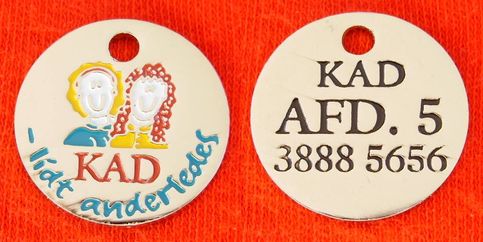 KAD
- lidt anderledes
KAD
AFD. 5
3888 5656